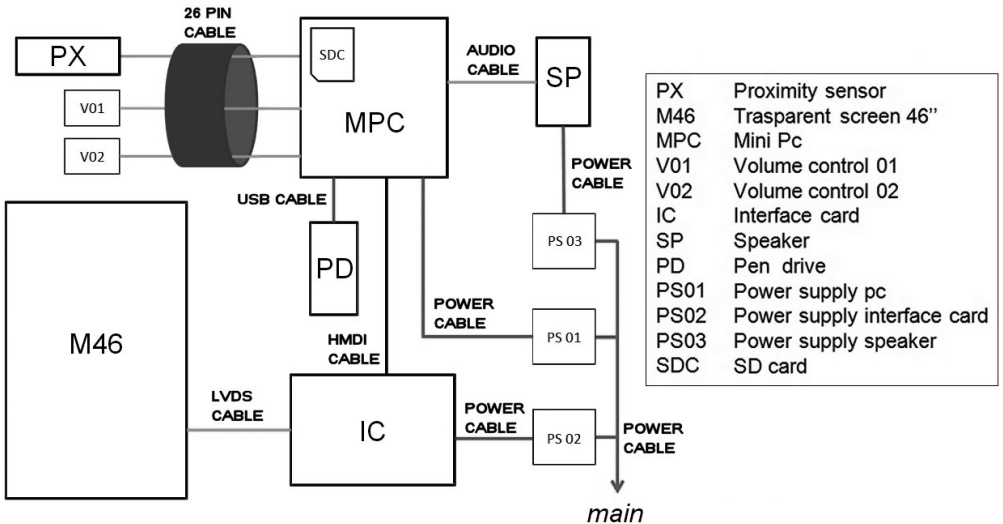 26 PIN
CABLE
PX
V01
V02
SDC
MPC
AUDIO
CABLE
SP
POWER
CABLE
USB CABLE
PD
PS 03
M46
HMDI
CABLE
POWER
CABLE
PS 01
LVDS
CABLE
IC
POWER
CABLE
PS 02
POWER
CABLE
main
PX Proximity sensor
M46 Trasparent screen 46’’
MPC Mini Pc
V01 Volume control 01
V02 Volume control 02
IC Interface card
SP Speaker
PD Pen drive
PS01 Power supply pc
PS02 Power supply interface card
PS03 Power supply speaker
SDC SD card